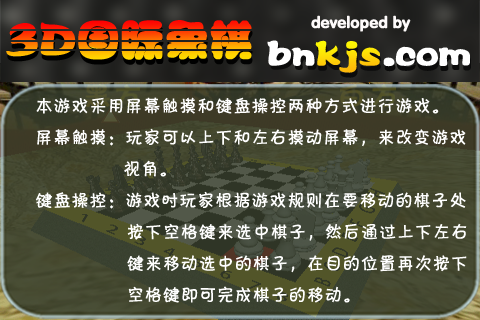 3D国际象棋
developed by
bnkjs.com
本游戏采用屏幕触摸和键盘操控两种方式进行游戏。
屏幕触摸：玩家可以上下和左右摸动屏幕，来改变游戏
视角。
键盘操控：游戏时玩家根据游戏规则在要移动的棋子处
按下空格键来选中棋子，然后通过上下左右
键来移动选中的棋子，在目的位置再次按下
空格键即可完成棋子的移动。